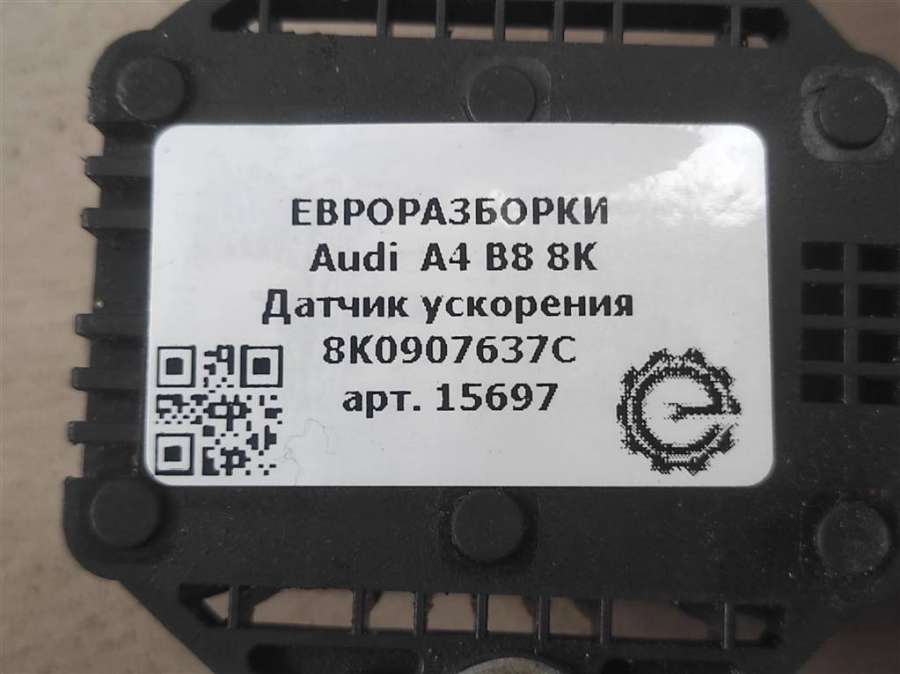 ЕВРОРАЗБОРКИ
Audi A4 B8 8K
Датчик ускорения
8K0907637C
арт. 15697